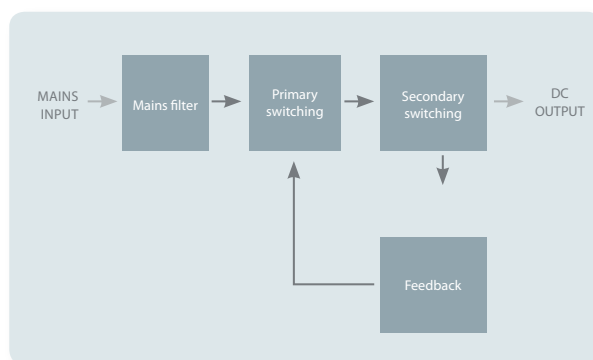 MAINS
INPUT
Mains filter
Primary
switching
Secondary
switching
DC
OUTPUT
Feedback